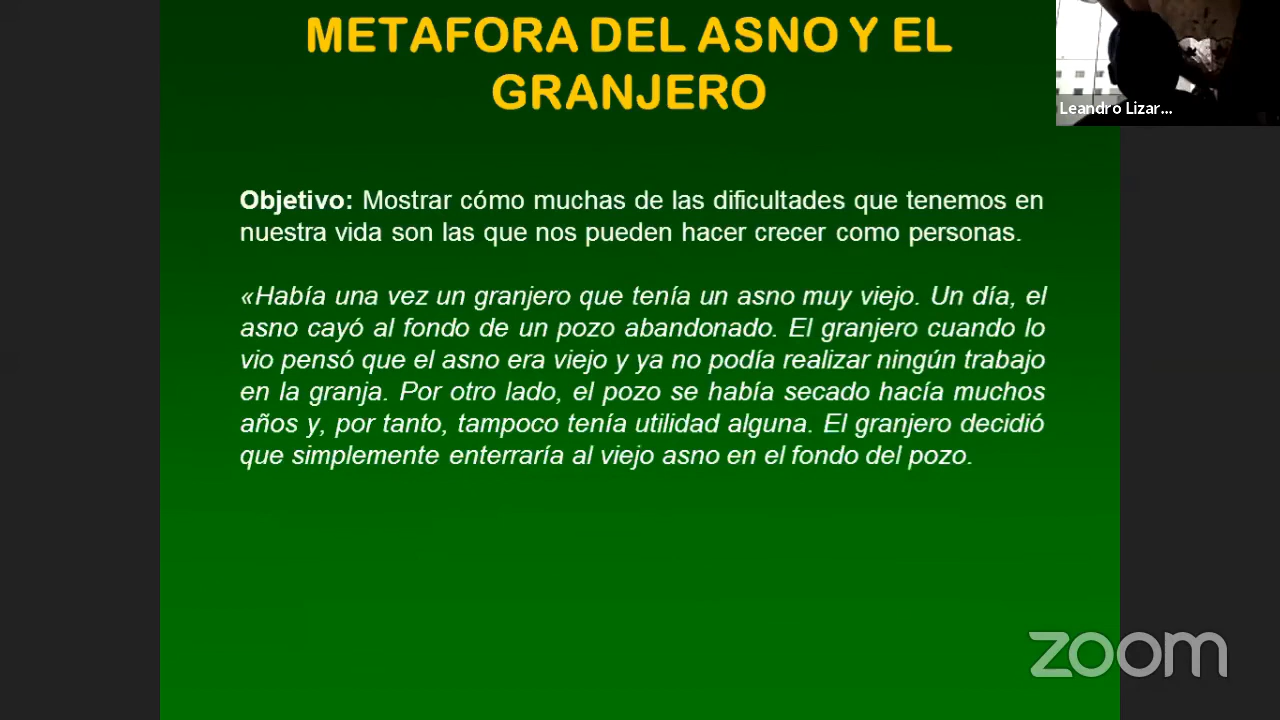 METAFORA DEL ASNO Y EL
GRANJERO
Leandro Lizar...
Objetivo: Mostrar cómo muchas de las dificultades que tenemos en
nuestra vida son las que nos pueden hacer crecer como personas.
«Había una vez un granjero que tenía un asno muy viejo. Un día, el
asno cayó al fondo de un pozo abandonado. El granjero cuando lo
vio pensó que el asno era viejo y ya no podía realizar ningún trabajo
en la granja. Por otro lado, el pozo se había secado hacía muchos
años y, por tanto, tampoco tenía utilidad alguna. El granjero decidió
que simplemente enterraría al viejo asno en el fondo del pozo.
zoom